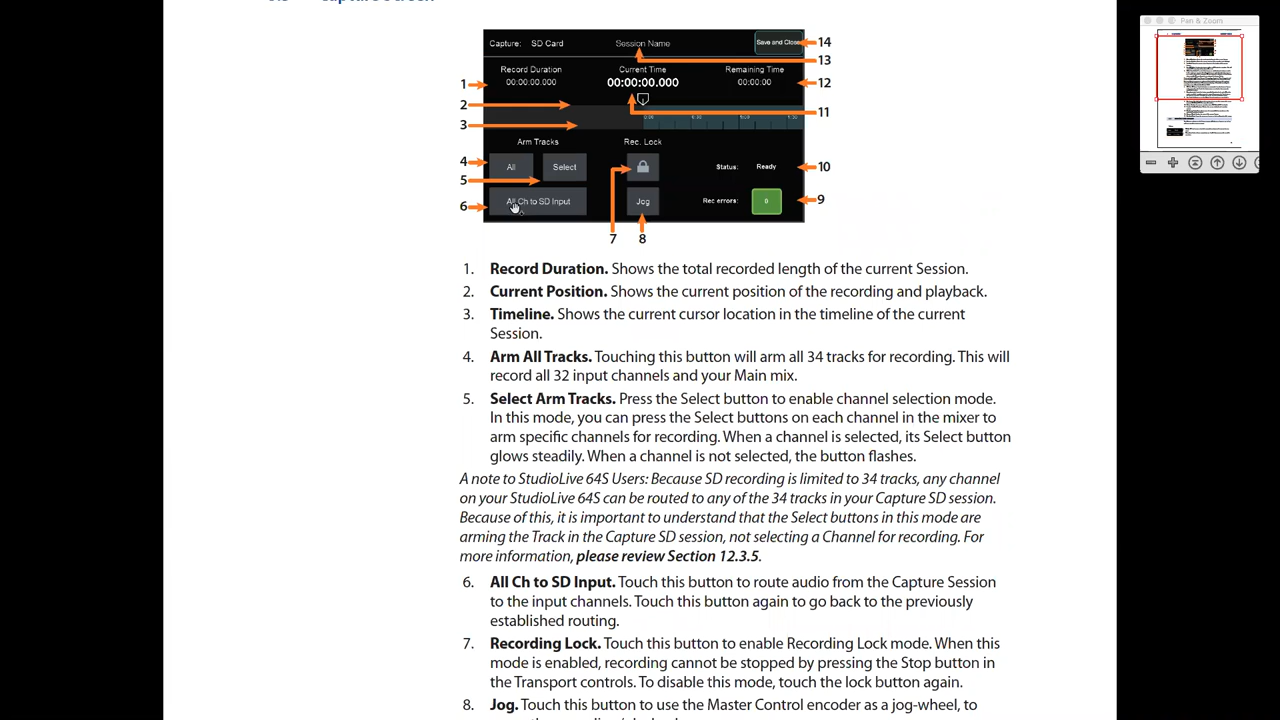 Capture: SD Card Session Name Save and Close 14
13
Record Duration Current Time Remaining Time
1 00:00:00.000 00:00:00.000 00:00:00 12
2
11
3
Arm Tracks Rec. Lock
4 All Select Status: Ready 10
5
6 All Ch to SD Input Jog Rec errors: 0 9
7 8
1. Record Duration. Shows the total recorded length of the current Session.
2. Current Position. Shows the current position of the recording and playback.
3. Timeline. Shows the current cursor location in the timeline of the current
Session.
4. Arm All Tracks. Touching this button will arm all 34 tracks for recording. This will
record all 32 input channels and your Main mix.
5. Select Arm Tracks. Press the Select button to enable channel selection mode.
In this mode, you can press the Select buttons on each channel in the mixer to
arm specific channels for recording. When a channel is selected, its Select button
glows steadily. When a channel is not selected, the button flashes.
A note to StudioLive 64S Users: Because SD recording is limited to 34 tracks, any channel
on your StudioLive 64S can be routed to any of the 34 tracks in your Capture SD session.
Because of this, it is important to understand that the Select buttons in this mode are
arming the Track in the Capture SD session, not selecting a Channel for recording. For
more information, please review Section 12.3.5.
6. All Ch to SD Input. Touch this button to route audio from the Capture Session
to the input channels. Touch this button again to go back to the previously
established routing.
7. Recording Lock. Touch this button to enable Recording Lock mode. When this
mode is enabled, recording cannot be stopped by pressing the Stop button in
the Transport controls. To disable this mode, touch the lock button again.
8. Jog. Touch this button to use the Master Control encoder as a jog-wheel, to
Pan & Zoom